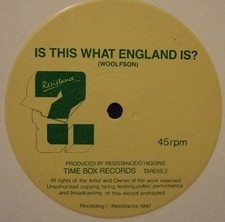 IS THIS WHAT ENGLAND IS?
(WOOLFSON)
Resistance
45rpm
PRODUCED BY RESISTANCE/O'HIGGINS
TIME BOX RECORDS TARDIS 2
All rights of the Artist and Owner of the work reserved
Unauthorised copying, hiring, lending, public performance
and broadcasting of this record prohibited
Recording Resistance